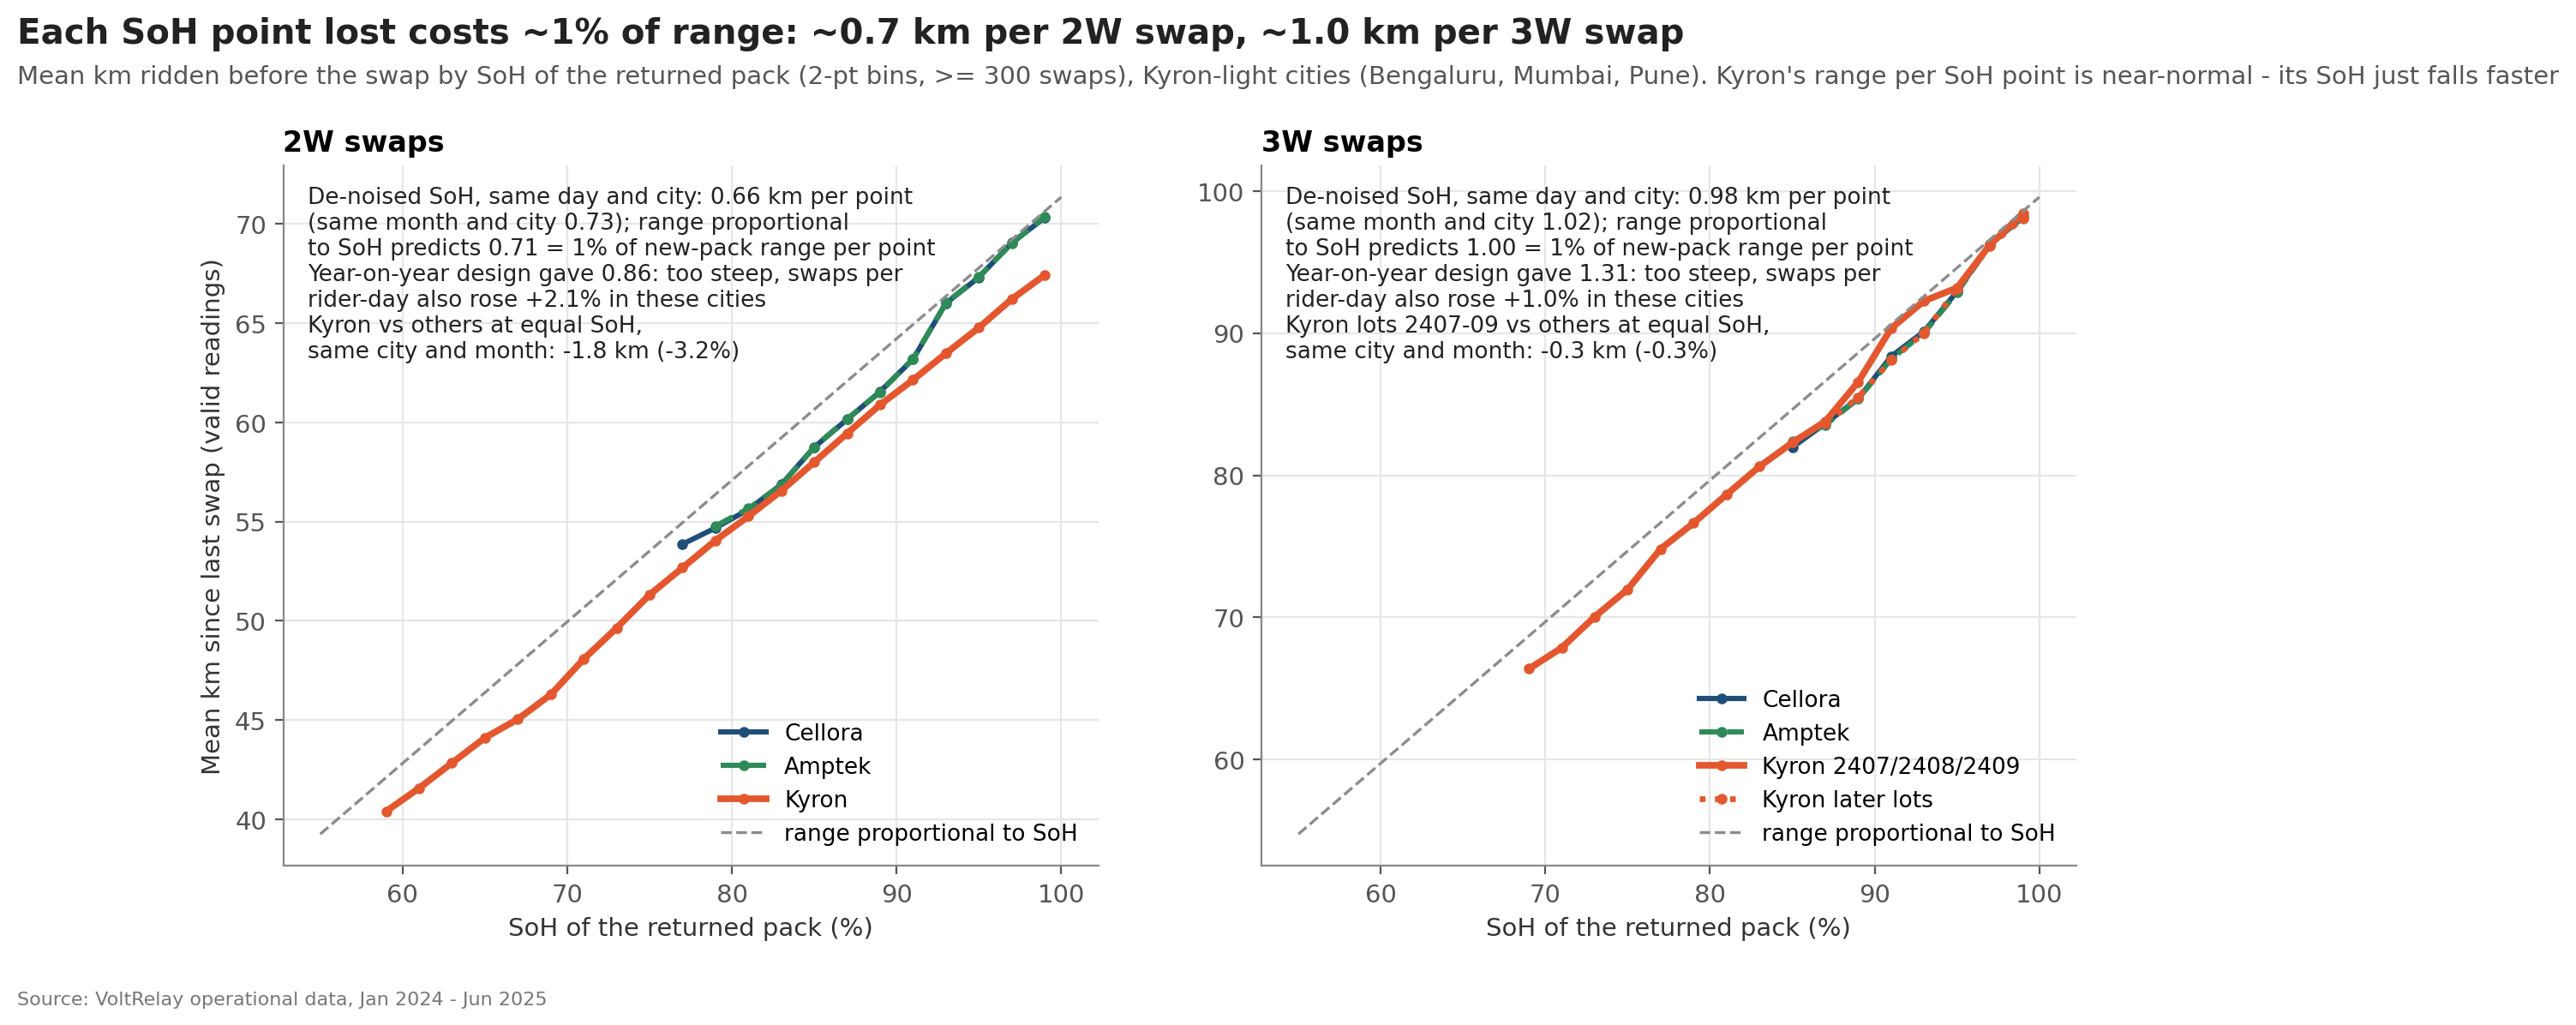 Each SoH point lost costs ~1% of range: ~0.7 km per 2W swap, ~1.0 km per 3W swap
Mean km ridden before the swap by SoH of the returned pack (2-pt bins, >= 300 swaps), Kyron-light cities (Bengaluru, Mumbai, Pune). Kyron's range per SoH point is near-normal - its SoH just falls faster
2W swaps
De-noised SoH, same day and city: 0.66 km per point
(same month and city 0.73); range proportional
to SoH predicts 0.71 = 1% of new-pack range per point
Year-on-year design gave 0.86: too steep, swaps per
rider-day also rose +2.1% in these cities
Kyron vs others at equal SoH,
same city and month: -1.8 km (-3.2%)
Mean km since last swap (valid readings)
70
65
60
55
50
45
40
Cellora
Amptek
Kyron
range proportional to SoH
60
70
80
90
100
SoH of the returned pack (%)
3W swaps
De-noised SoH, same day and city: 0.98 km per point
(same month and city 1.02); range proportional
to SoH predicts 1.00 = 1% of new-pack range per point
Year-on-year design gave 1.31: too steep, swaps per
rider-day also rose +1.0% in these cities
Kyron lots 2407-09 vs others at equal SoH,
same city and month: -0.3 km (-0.3%)
100
90
80
70
60
Cellora
Amptek
Kyron 2407/2408/2409
Kyron later lots
range proportional to SoH
60
70
80
90
100
SoH of the returned pack (%)
Source: VoltRelay operational data, Jan 2024 - Jun 2025